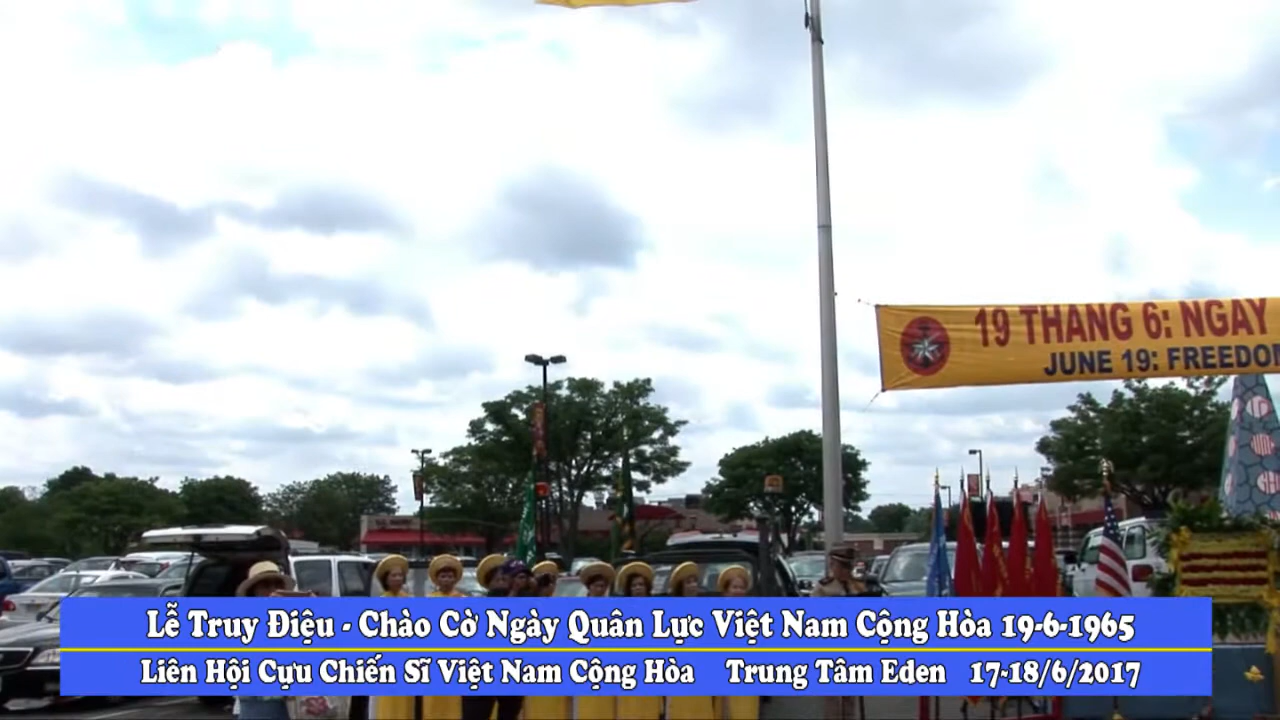 19 THANG 6: NGAY
JUNE 19: FREEDOM
Lễ Truy Điệu - Chào Cờ Ngày Quân Lực Việt Nam Cộng Hòa 19-6-1965
Liên Hội Cựu Chiến Sĩ Việt Nam Cộng Hòa Trung Tâm Eden 17-18/6/2017